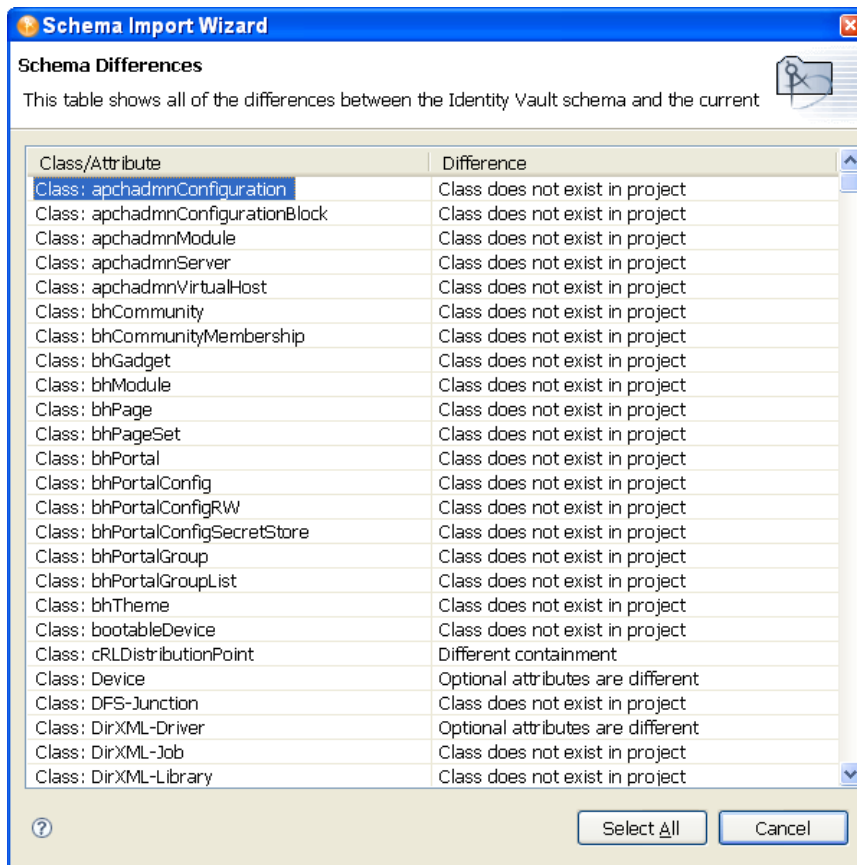 Schema Import Wizard
Schema Differences
This table shows all of the differences between the Identity Vault schema and the current
Class/Attribute Difference
Class: apchadmnConfiguration Class does not exist in project
Class: apchadmnConfigurationBlock Class does not exist in project
Class: apchadmnModule Class does not exist in project
Class: apchadmnServer Class does not exist in project
Class: apchadmnVirtualHost Class does not exist in project
Class: bhCommunity Class does not exist in project
Class: bhCommunityMembership Class does not exist in project
Class: bhGadget Class does not exist in project
Class: bhModule Class does not exist in project
Class: bhPage Class does not exist in project
Class: bhPageSet Class does not exist in project
Class: bhPortal Class does not exist in project
Class: bhPortalConfig Class does not exist in project
Class: bhPortalConfigRW Class does not exist in project
Class: bhPortalConfigSecretStore Class does not exist in project
Class: bhPortalGroup Class does not exist in project
Class: bhPortalGroupList Class does not exist in project
Class: bhTheme Class does not exist in project
Class: bootableDevice Class does not exist in project
Class: cRLDistributionPoint Different containment
Class: Device Optional attributes are different
Class: DFS-Junction Class does not exist in project
Class: DirXML-Driver Optional attributes are different
Class: DirXML-Job Class does not exist in project
Class: DirXML-Library Class does not exist in project
? Select All Cancel